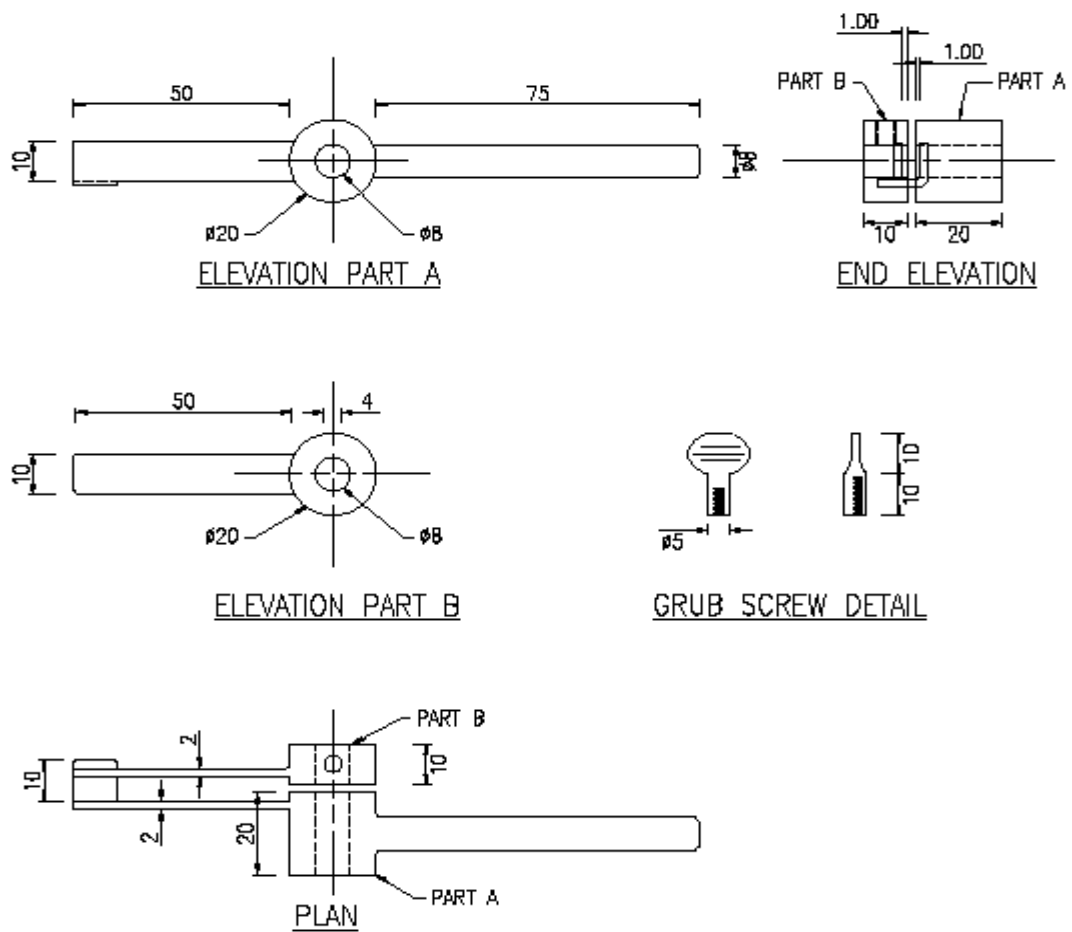 1.00
1.00
PART B
PART A
50
75
10
ø8
ø20
ø8
10
20
ELEVATION PART A
END ELEVATION
50
4
10
10
10
ø20
ø8
ø5
ELEVATION PART B
GRUB SCREW DETAIL
PART B
2
10
10
2
20
PART A
PLAN